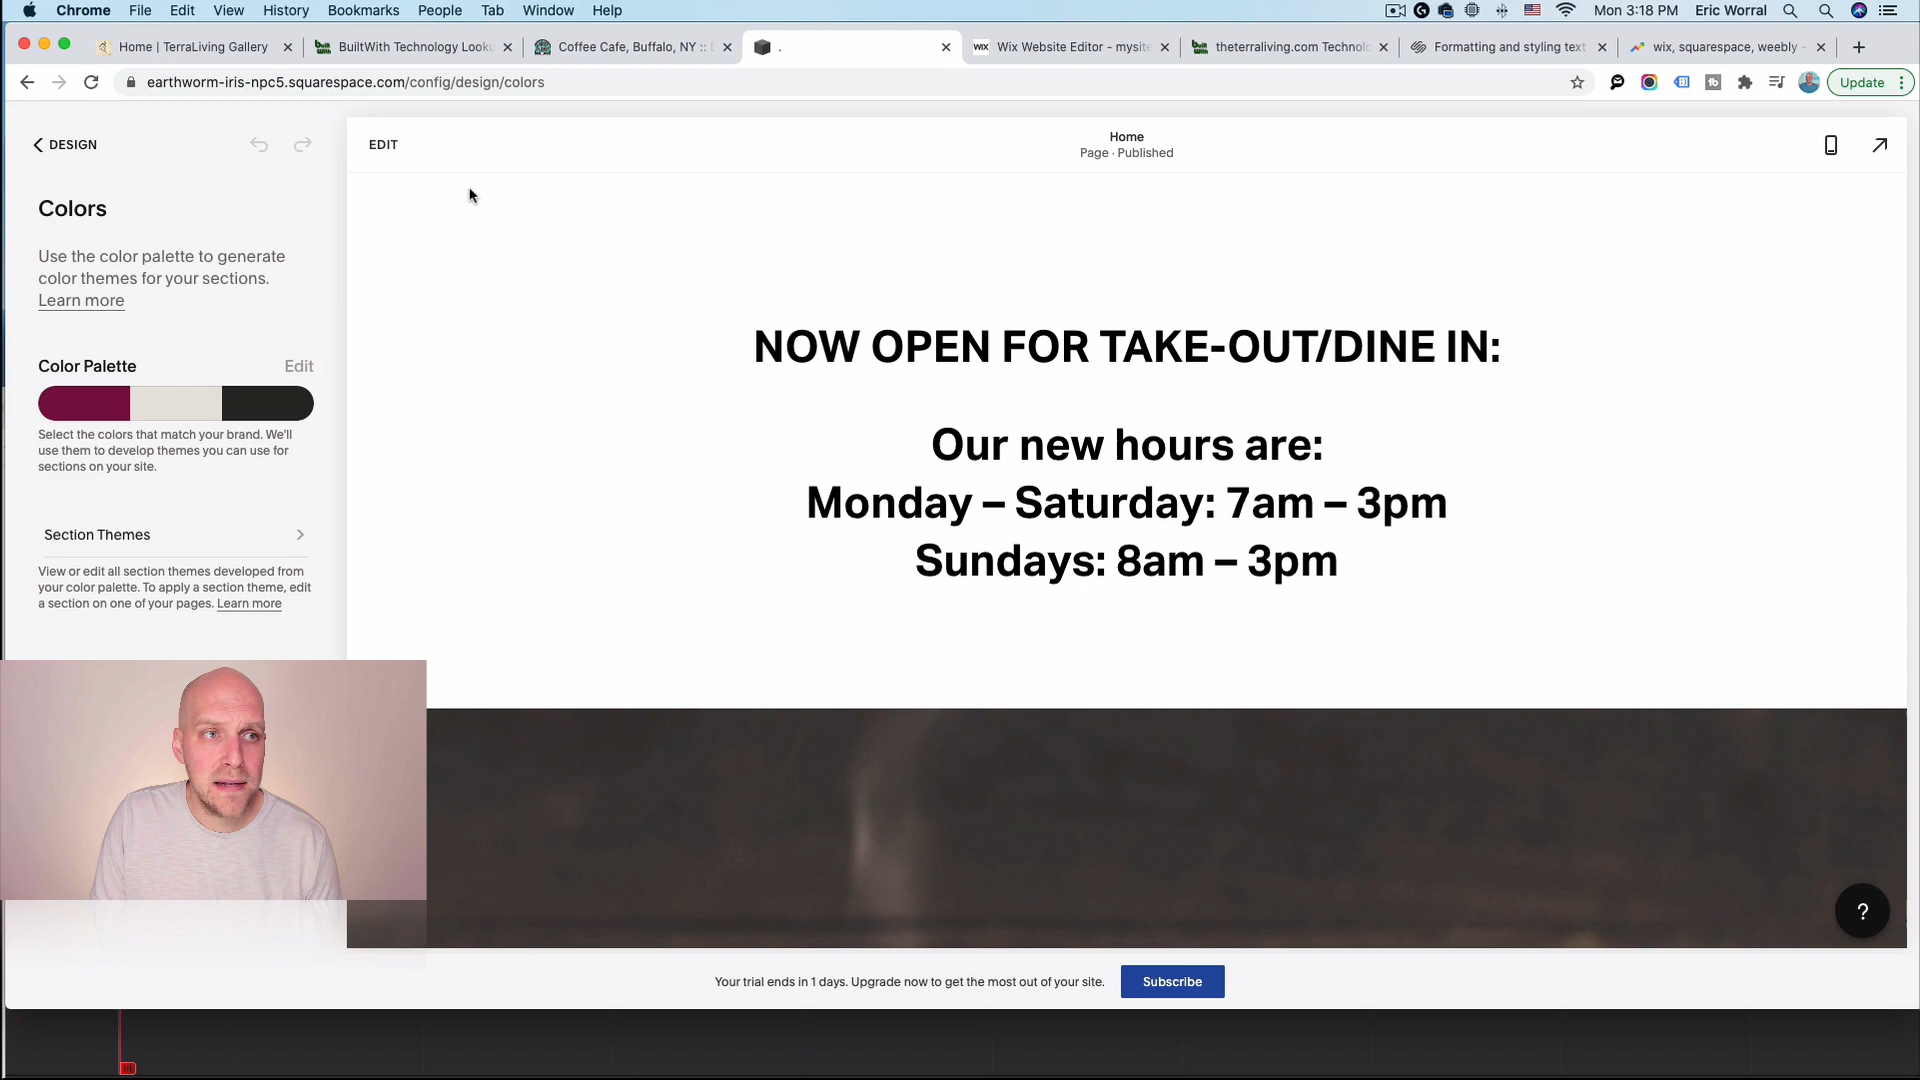 Chrome File Edit View History Bookmarks People Tab Window Help
Mon 3:18 PM Eric Worral
Home | TerraLiving Gallery
BuiltWith Technology Looku
Coffee Cafe, Buffalo, NY ::
.
WIX Wix Website Editor - mysite
theterraliving.com Technol
Formatting and styling text
wix, squarespace, weebly -
earthworm-iris-npc5.squarespace.com/config/design/colors
Update
DESIGN
EDIT
Home
Page · Published
Colors
Use the color palette to generate
color themes for your sections.
Learn more
Color Palette Edit
Select the colors that match your brand. We'll
use them to develop themes you can use for
sections on your site.
Section Themes
View or edit all section themes developed from
your color palette. To apply a section theme, edit
a section on one of your pages. Learn more
NOW OPEN FOR TAKE-OUT/DINE IN:
Our new hours are:
Monday – Saturday: 7am – 3pm
Sundays: 8am – 3pm
?
Your trial ends in 1 days. Upgrade now to get the most out of your site. Subscribe